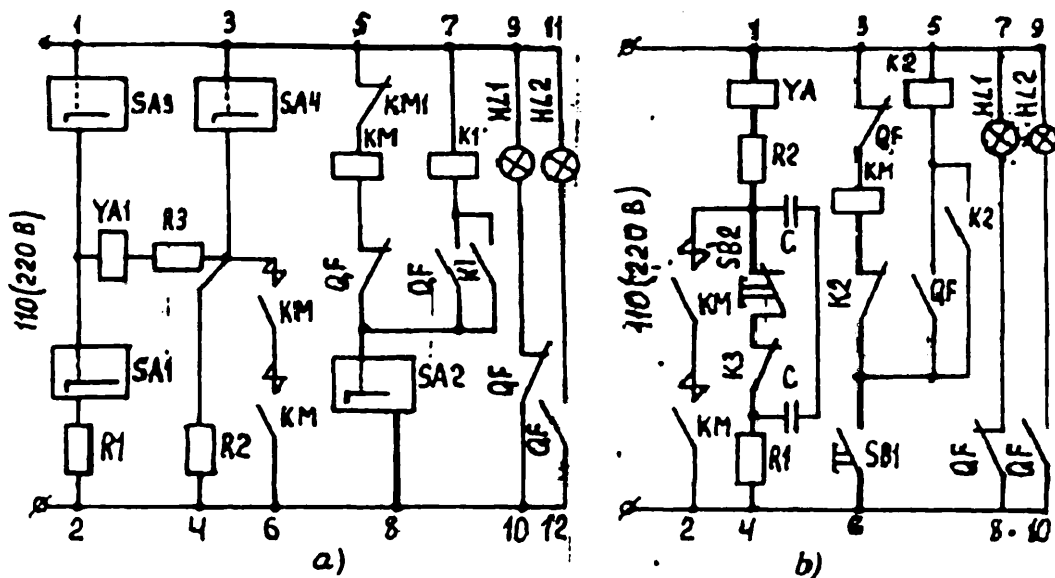 1 3 5 7 9 11
SA3 SA4 KM1 KM K1 HL1 HL2
YA1 R3
110(220 В)
KM QF QF K1
SA1 SA2 QF
R1 R2 KM QF
2 4 6 8 10 12
а)
1 3 5 7 9
YA K2 HL1 HL2
R2 QF
KM
C K2
110(220 В)
SB2
KM K2 QF
K3 C
KM
R1 SB1 QF QF
2 4 6 8 10
b)